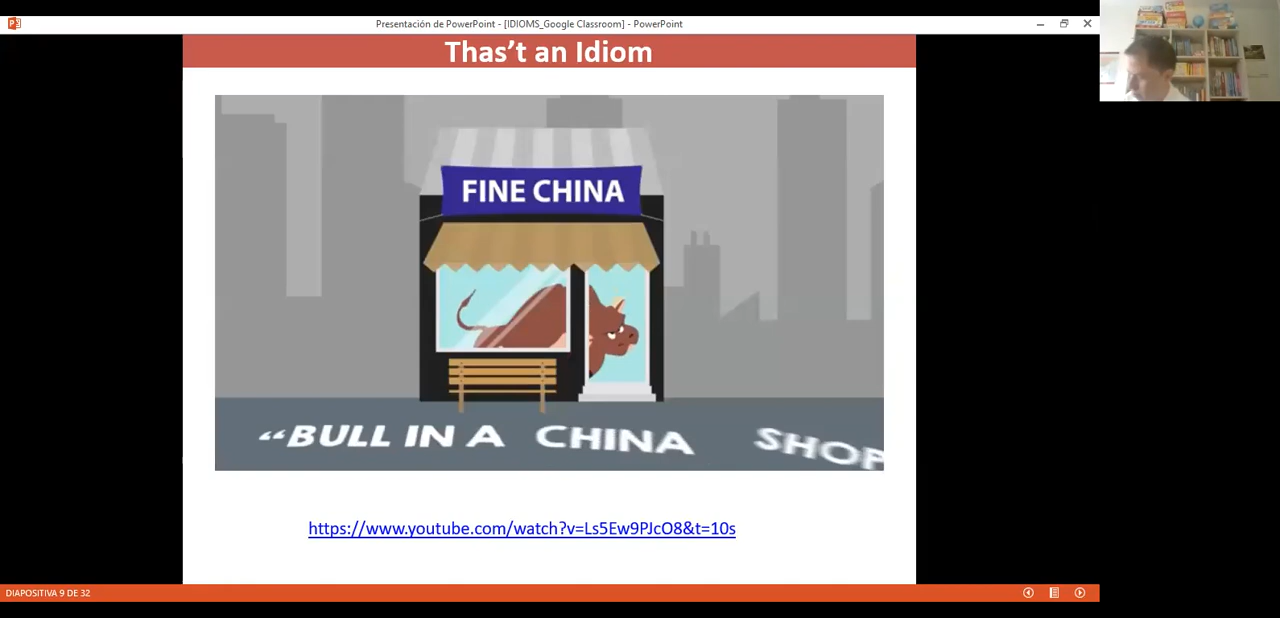 Presentación de PowerPoint - [IDIOMS_Google Classroom] - PowerPoint
Thas't an Idiom
FINE CHINA
“BULL IN A CHINA SHOP
https://www.youtube.com/watch?v=Ls5Ew9PJcO8&t=10s
DIAPOSITIVA 9 DE 32